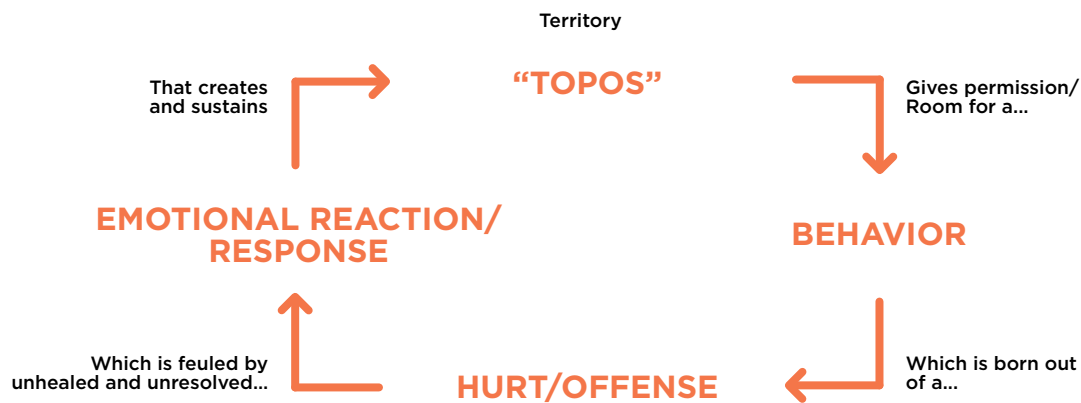 Territory
“TOPOS”
That creates
and sustains
Gives permission/
Room for a...
EMOTIONAL REACTION/
RESPONSE
BEHAVIOR
Which is feuled by
unhealed and unresolved...
HURT/OFFENSE
Which is born out
of a...